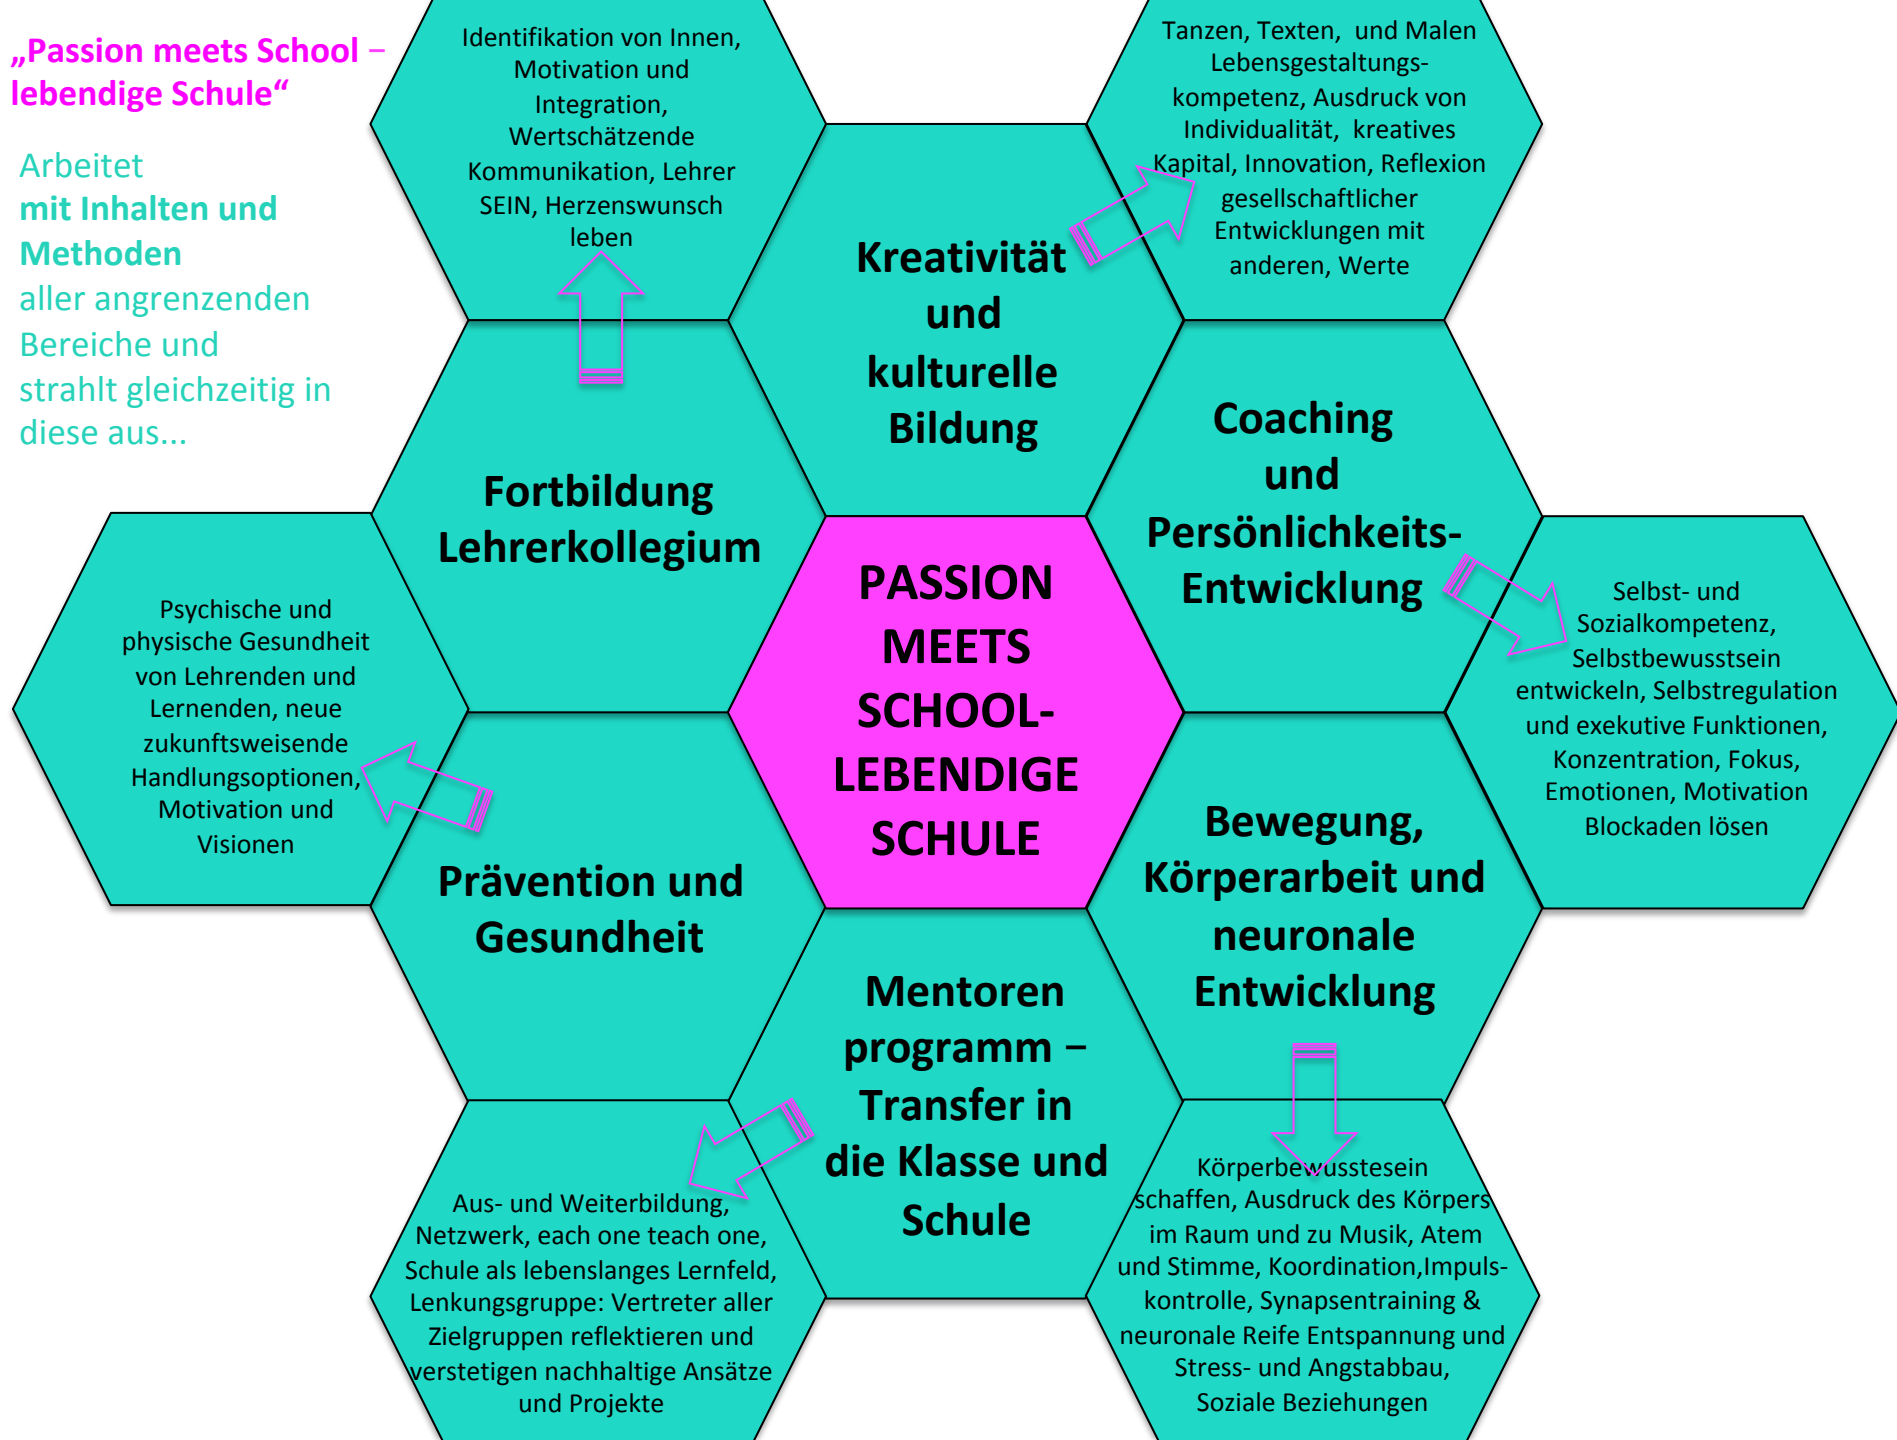 „Passion meets School –
lebendige Schule“
Arbeitet
mit Inhalten und
Methoden
aller angrenzenden
Bereiche und
strahlt gleichzeitig in
diese aus...
Identifikation von Innen,
Motivation und
Integration,
Wertschätzende
Kommunikation, Lehrer
SEIN, Herzenswunsch
leben
Tanzen, Texten, und Malen
Lebensgestaltungs-
kompetenz, Ausdruck von
Individualität, kreatives
Kapital, Innovation, Reflexion
gesellschaftlicher
Entwicklungen mit
anderen, Werte
Kreativität
und
kulturelle
Bildung
Fortbildung
Lehrerkollegium
Coaching
und
Persönlichkeits-
Entwicklung
PASSION
MEETS
SCHOOL-
LEBENDIGE
SCHULE
Psychische und
physische Gesundheit
von Lehrenden und
Lernenden, neue
zukunftsweisende
Handlungsoptionen,
Motivation und
Visionen
Selbst- und
Sozialkompetenz,
Selbstbewusstsein
entwickeln, Selbstregulation
und exekutive Funktionen,
Konzentration, Fokus,
Emotionen, Motivation
Blockaden lösen
Prävention und
Gesundheit
Bewegung,
Körperarbeit und
neuronale
Entwicklung
Mentoren
programm –
Transfer in
die Klasse und
Schule
Aus- und Weiterbildung,
Netzwerk, each one teach one,
Schule als lebenslanges Lernfeld,
Lenkungsgruppe: Vertreter aller
Zielgruppen reflektieren und
verstetigen nachhaltige Ansätze
und Projekte
Körperbewusstesein
schaffen, Ausdruck des Körpers
im Raum und zu Musik, Atem
und Stimme, Koordination,Impuls-
kontrolle, Synapsentraining &
neuronale Reife Entspannung und
Stress- und Angstabbau,
Soziale Beziehungen